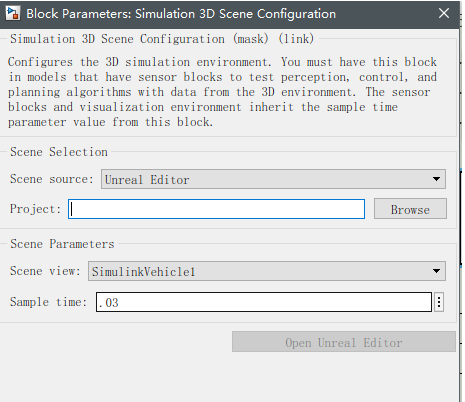 Block Parameters: Simulation 3D Scene Configuration
Simulation 3D Scene Configuration (mask) (link)
Configures the 3D simulation environment. You must have this block
in models that have sensor blocks to test perception, control, and
planning algorithms with data from the 3D environment. The sensor
blocks and visualization environment inherit the sample time
parameter value from this block.
Scene Selection
Scene source: Unreal Editor
Project: Browse
Scene Parameters
Scene view: SimulinkVehicle1
Sample time: .03
Open Unreal Editor